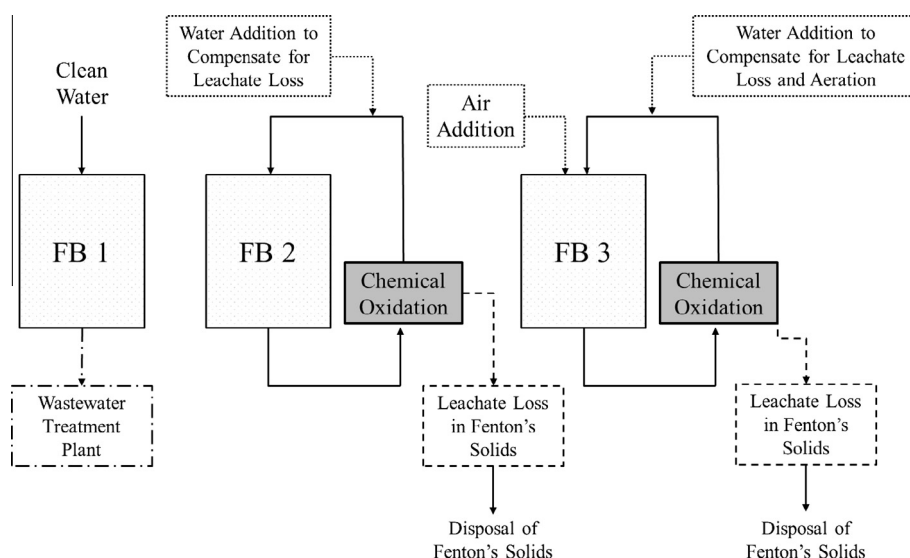 Clean
Water
FB 1
Wastewater
Treatment
Plant
Water Addition to
Compensate for
Leachate Loss
FB 2
Chemical
Oxidation
Leachate Loss
in Fenton's
Solids
Disposal of
Fenton's Solids
Air
Addition
Water Addition to
Compensate for Leachate
Loss and Aeration
FB 3
Chemical
Oxidation
Leachate Loss
in Fenton's
Solids
Disposal of
Fenton's Solids